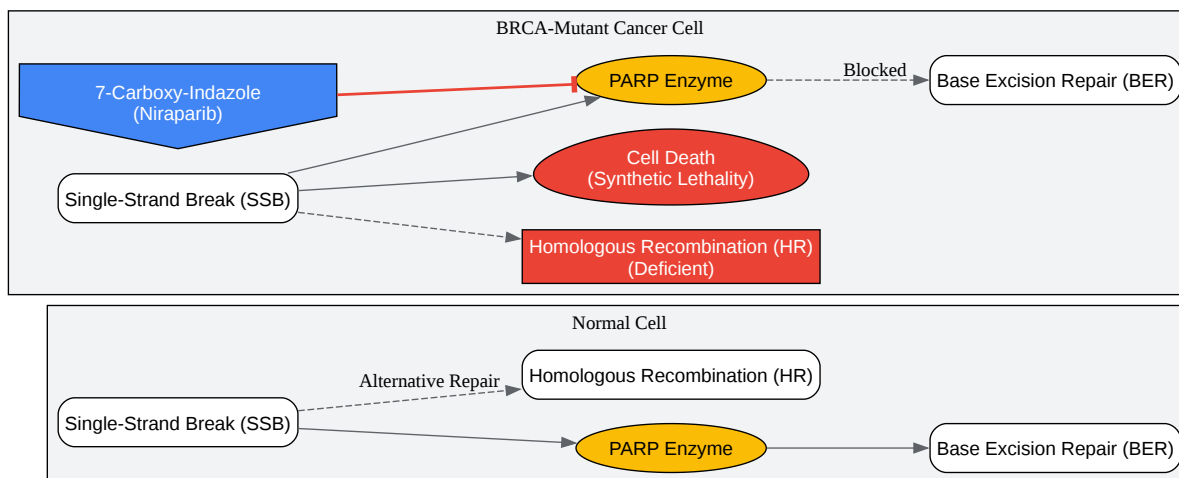 BRCA-Mutant Cancer Cell
7-Carboxy-Indazole
(Niraparib)
PARP Enzyme
Blocked
Base Excision Repair (BER)
Single-Strand Break (SSB)
Cell Death
(Synthetic Lethality)
Homologous Recombination (HR)
(Deficient)
Normal Cell
Alternative Repair
Homologous Recombination (HR)
Single-Strand Break (SSB)
PARP Enzyme
Base Excision Repair (BER)